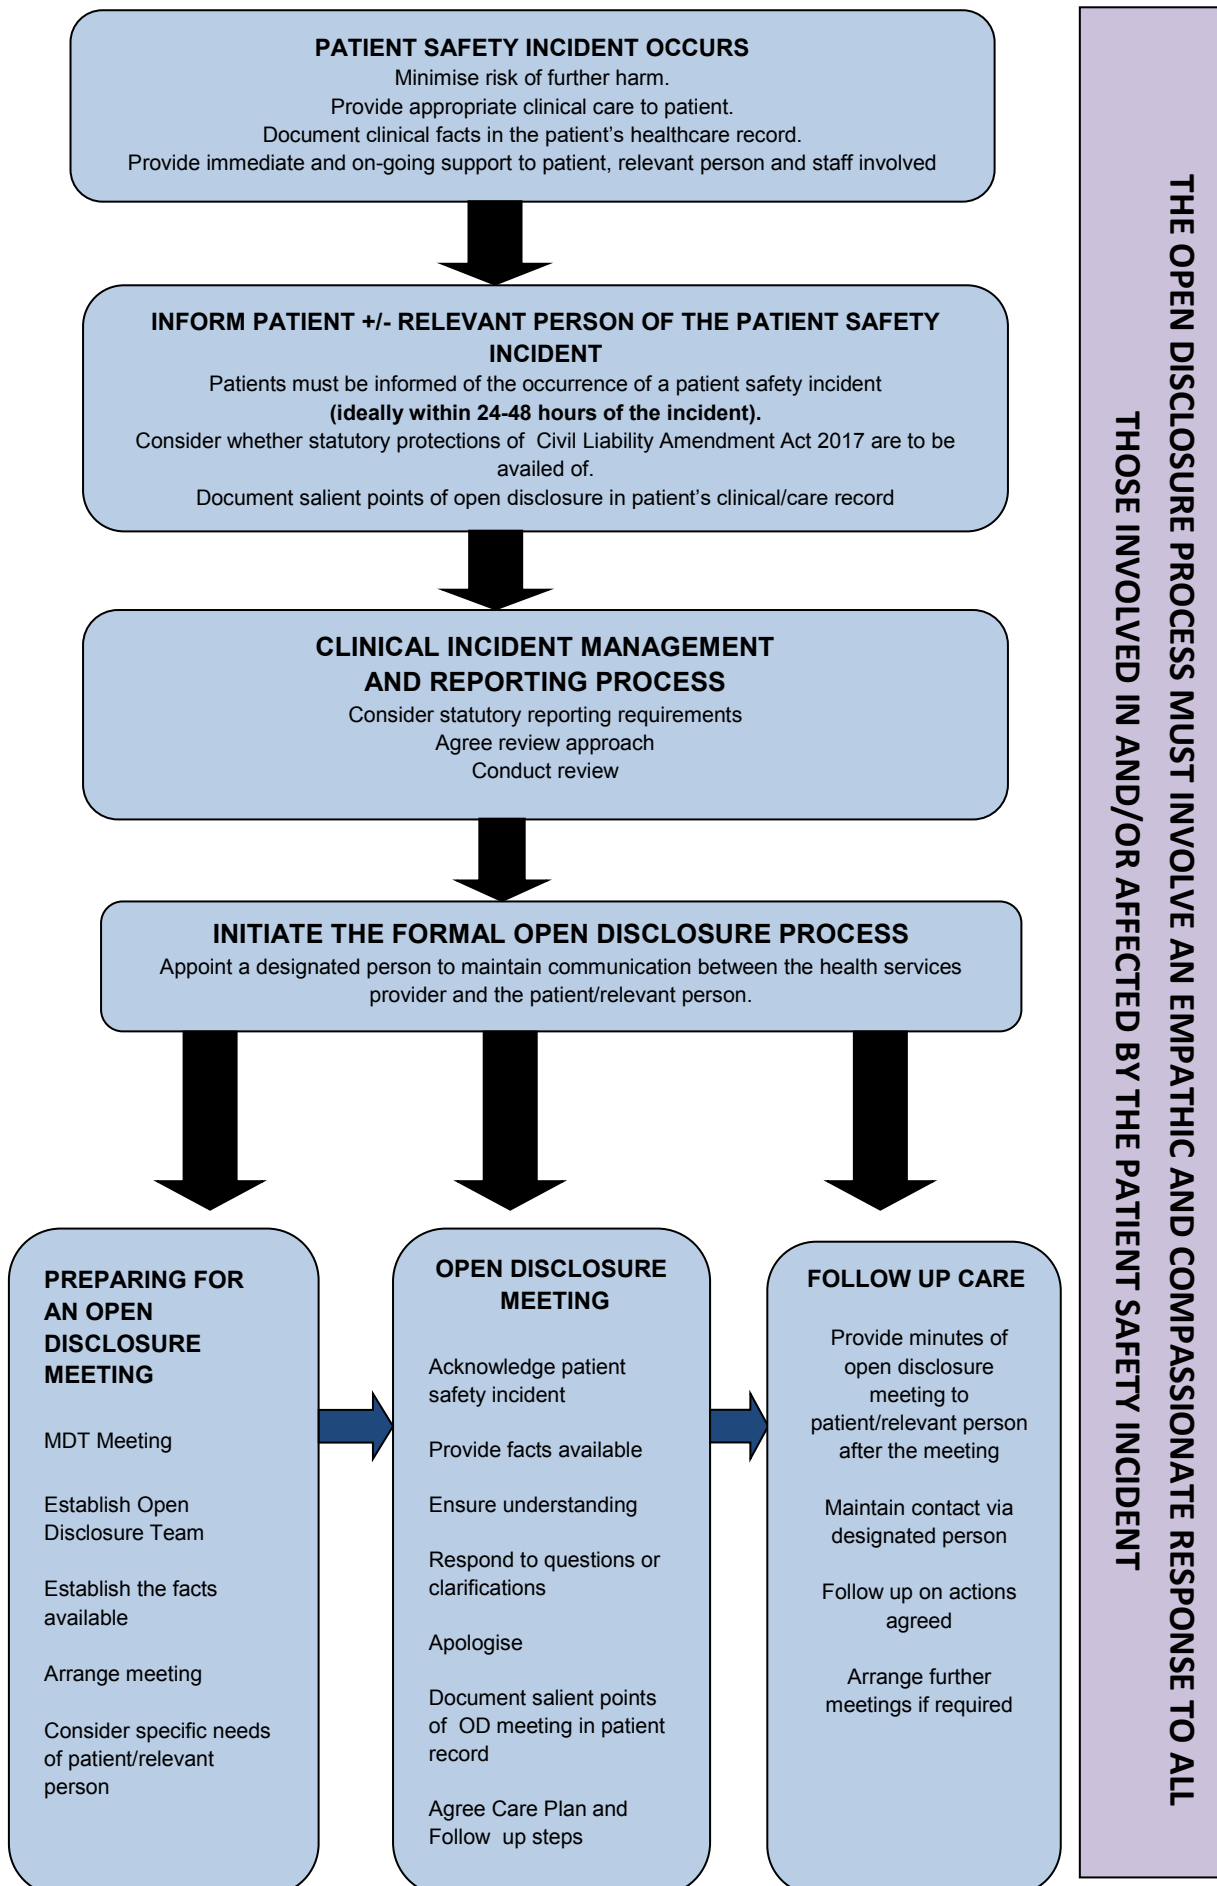 PATIENT SAFETY INCIDENT OCCURS
Minimise risk of further harm.
Provide appropriate clinical care to patient.
Document clinical facts in the patient's healthcare record.
Provide immediate and on-going support to patient, relevant person and staff involved
INFORM PATIENT +/- RELEVANT PERSON OF THE PATIENT SAFETY
INCIDENT
Patients must be informed of the occurrence of a patient safety incident
(ideally within 24-48 hours of the incident).
Consider whether statutory protections of Civil Liability Amendment Act 2017 are to be
availed of.
Document salient points of open disclosure in patient's clinical/care record
CLINICAL INCIDENT MANAGEMENT
AND REPORTING PROCESS
Consider statutory reporting requirements
Agree review approach
Conduct review
INITIATE THE FORMAL OPEN DISCLOSURE PROCESS
Appoint a designated person to maintain communication between the health services
provider and the patient/relevant person.
PREPARING FOR
AN OPEN
DISCLOSURE
MEETING
MDT Meeting
Establish Open
Disclosure Team
Establish the facts
available
Arrange meeting
Consider specific needs
of patient/relevant
person
OPEN DISCLOSURE
MEETING
Acknowledge patient
safety incident
Provide facts available
Ensure understanding
Respond to questions or
clarifications
Apologise
Document salient points
of OD meeting in patient
record
Agree Care Plan and
Follow up steps
FOLLOW UP CARE
Provide minutes of
open disclosure
meeting to
patient/relevant person
after the meeting
Maintain contact via
designated person
Follow up on actions
agreed
Arrange further
meetings if required
THE OPEN DISCLOSURE PROCESS MUST INVOLVE AN EMPATHIC AND COMPASSIONATE RESPONSE TO ALL
THOSE INVOLVED IN AND/OR AFFECTED BY THE PATIENT SAFETY INCIDENT